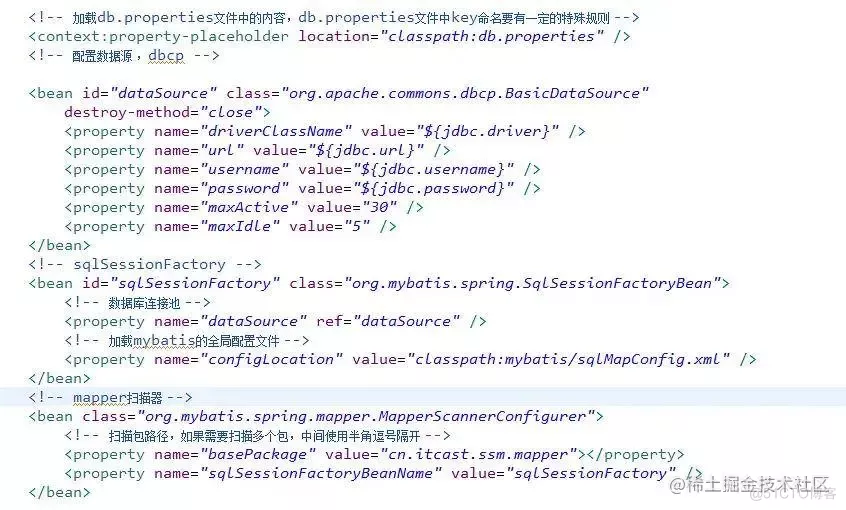 <!-- 加载db.properties文件中的内容，db.properties文件中key命名要有一定的特殊规则 -->
<context:property-placeholder location="classpath:db.properties" />
<!-- 配置数据源 ，dbcp -->
<bean id="dataSource" class="org.apache.commons.dbcp.BasicDataSource"
destroy-method="close">
<property name="driverClassName" value="${jdbc.driver}" />
<property name="url" value="${jdbc.url}" />
<property name="username" value="${jdbc.username}" />
<property name="password" value="${jdbc.password}" />
<property name="maxActive" value="30" />
<property name="maxIdle" value="5" />
</bean>
<!-- sqlSessionFactory -->
<bean id="sqlSessionFactory" class="org.mybatis.spring.SqlSessionFactoryBean">
<!-- 数据库连接池 -->
<property name="dataSource" ref="dataSource" />
<!-- 加载mybatis的全局配置文件 -->
<property name="configLocation" value="classpath:mybatis/sqlMapConfig.xml" />
</bean>
<!-- mapper扫描器 -->
<bean class="org.mybatis.spring.mapper.MapperScannerConfigurer">
<!-- 扫描包路径，如果需要扫描多个包，中间使用半角逗号隔开 -->
<property name="basePackage" value="cn.itcast.ssm.mapper"></property>
<property name="sqlSessionFactoryBeanName" value="sqlSessionFactory" />
</bean>
@稀土掘金技术社区
@51CTO博客